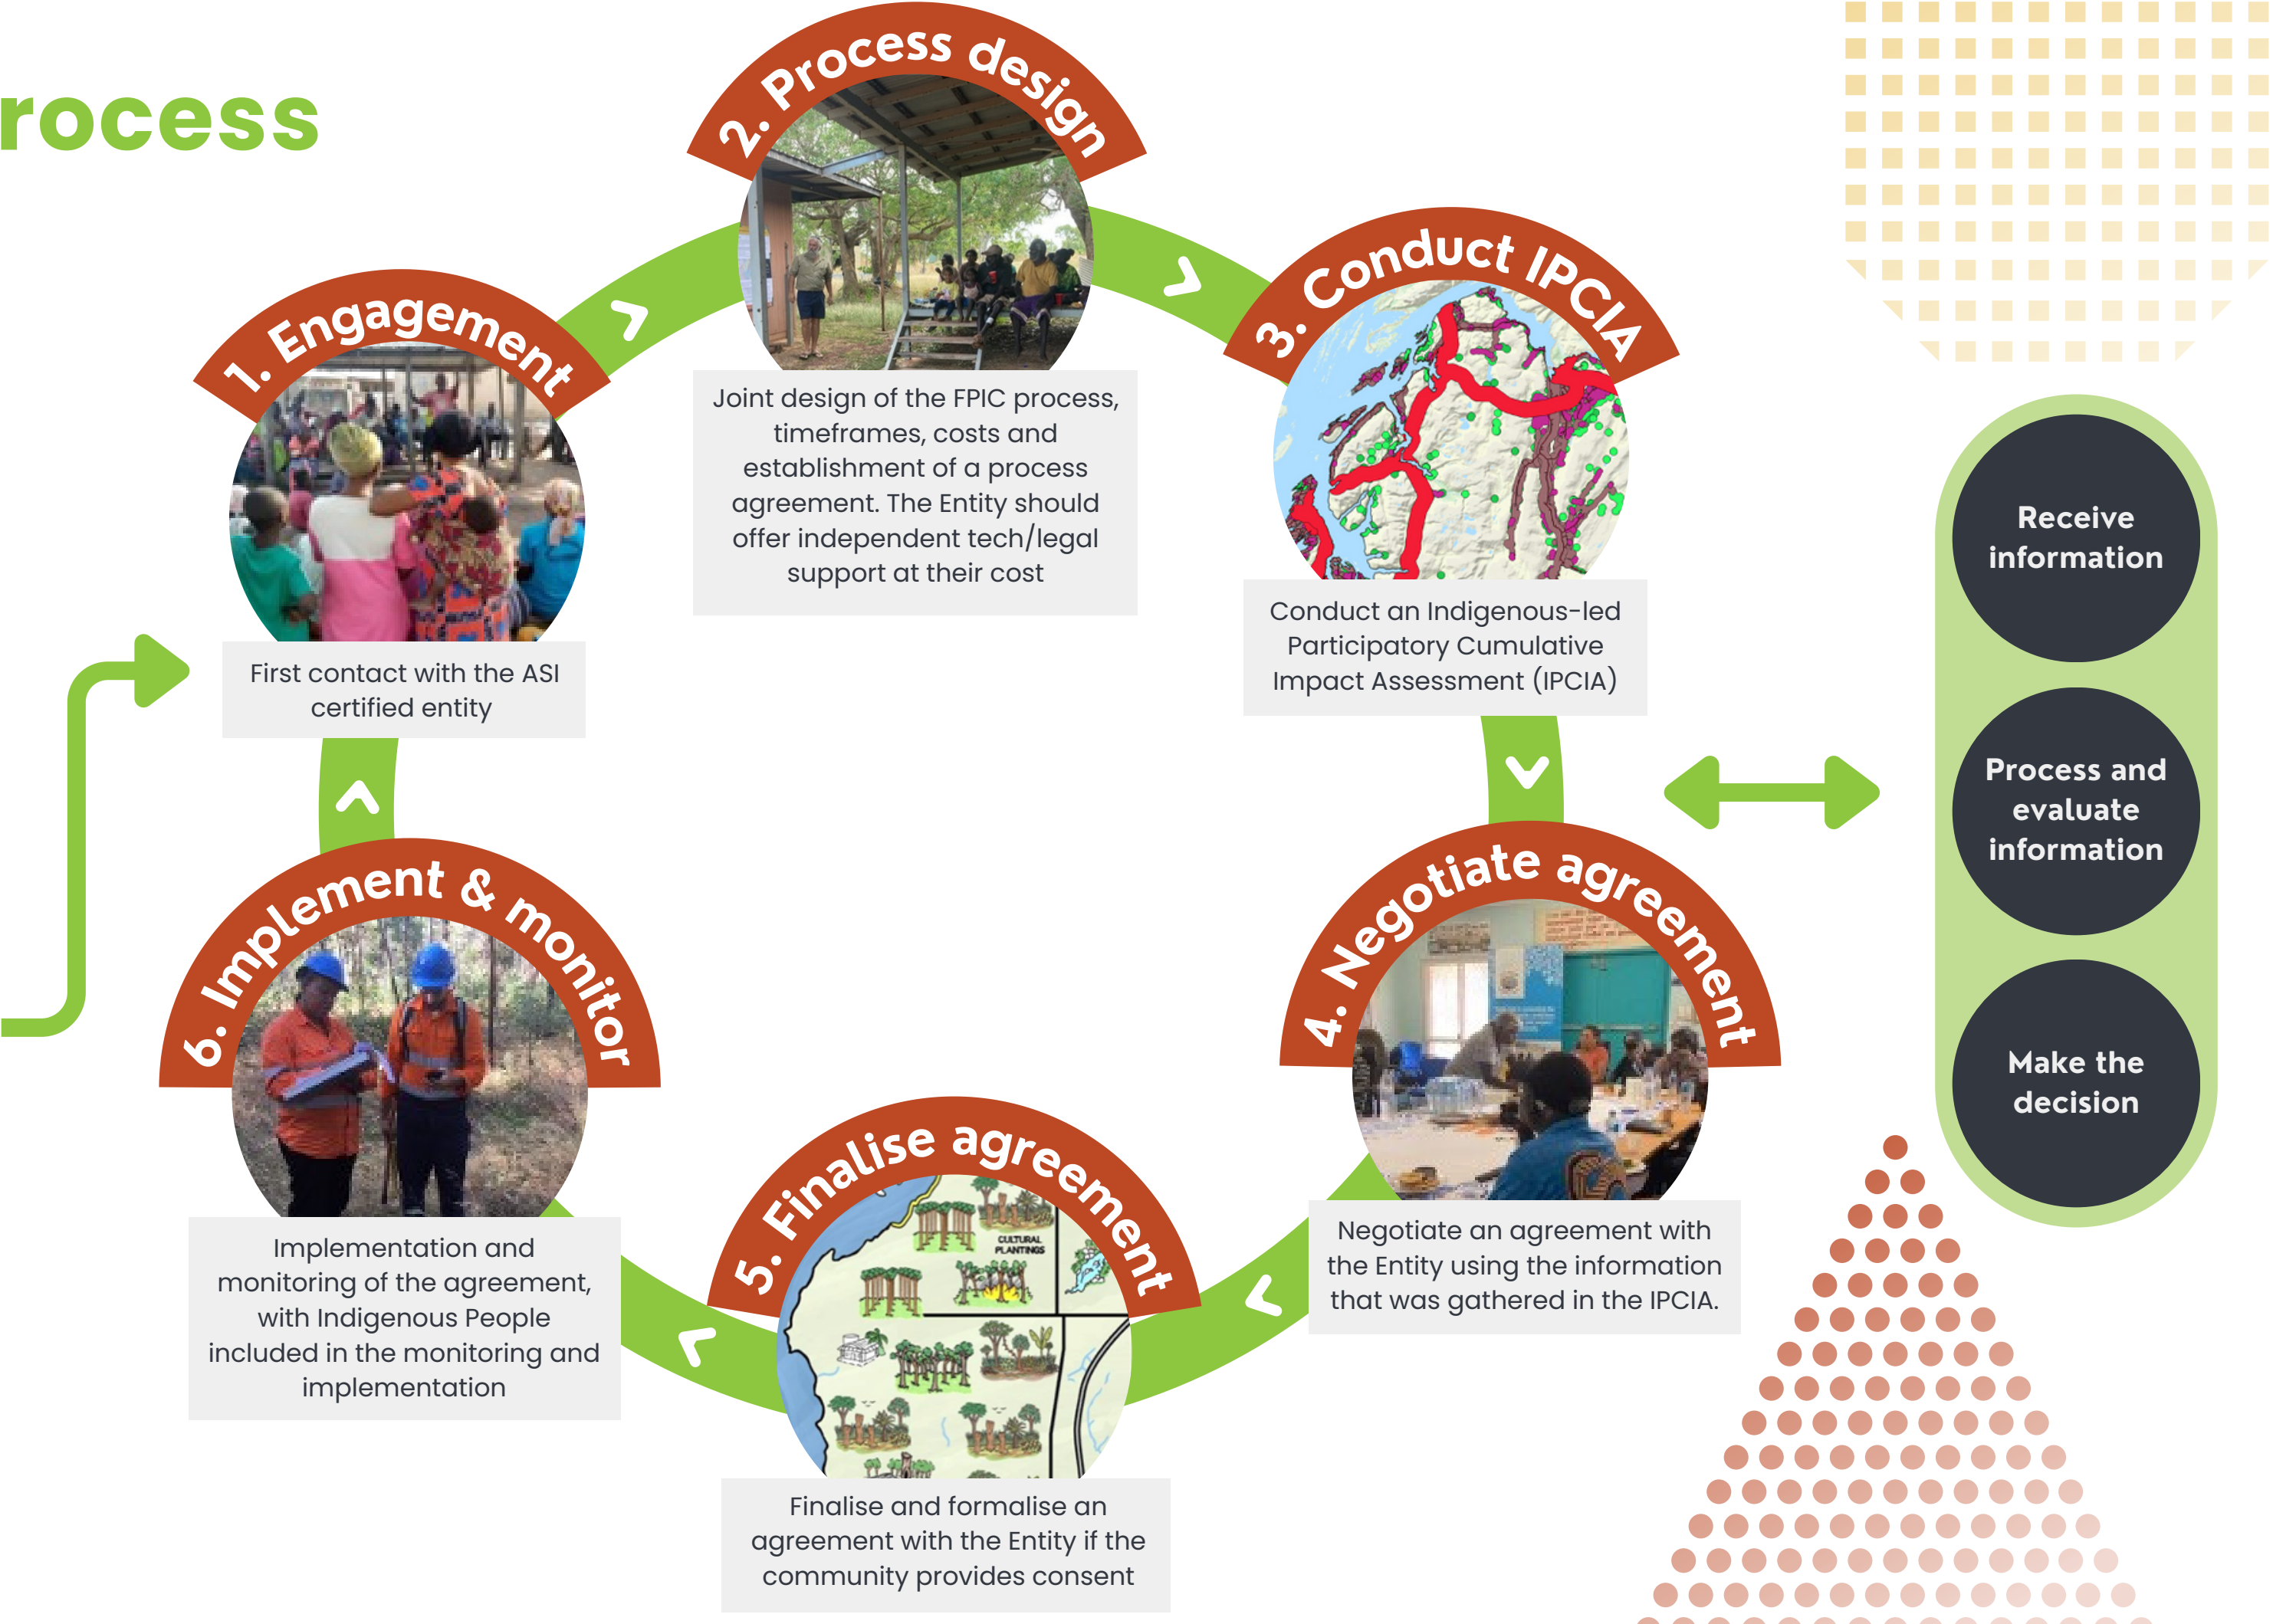 rocess
1. Engagement
First contact with the ASI
certified entity
2. Process design
Joint design of the FPIC process,
timeframes, costs and
establishment of a process
agreement. The Entity should
offer independent tech/legal
support at their cost
3. Conduct IPCIA
Conduct an Indigenous-led
Participatory Cumulative
Impact Assessment (IPCIA)
4. Negotiate agreement
Negotiate an agreement with
the Entity using the information
that was gathered in the IPCIA.
5. Finalise agreement
CULTURAL
PLANTINGS
Finalise and formalise an
agreement with the Entity if the
community provides consent
6. Implement & monitor
Implementation and
monitoring of the agreement,
with Indigenous People
included in the monitoring and
implementation
Receive
information
Process and
evaluate
information
Make the
decision